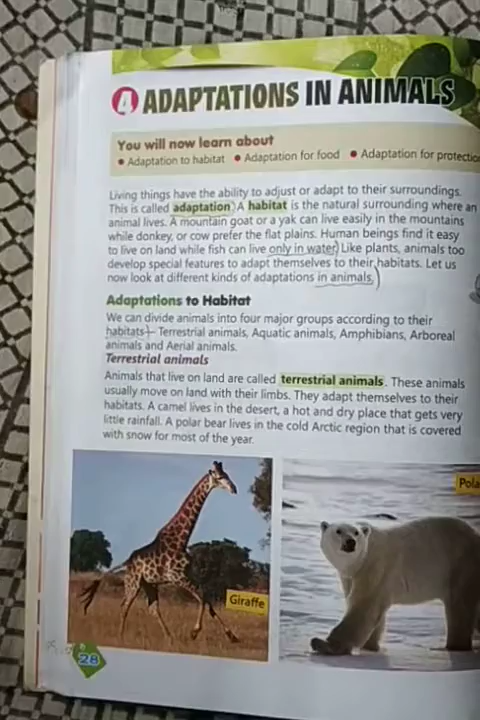 4 ADAPTATIONS IN ANIMALS
You will now learn about
• Adaptation to habitat • Adaptation for food • Adaptation for protectio
Living things have the ability to adjust or adapt to their surroundings.
This is called adaptation. A habitat is the natural surrounding where an
animal lives. A mountain goat or a yak can live easily in the mountains
while donkey, or cow prefer the flat plains. Human beings find it easy
to live on land while fish can live only in water. Like plants, animals too
develop special features to adapt themselves to their habitats. Let us
now look at different kinds of adaptations in animals.
Adaptations to Habitat
We can divide animals into four major groups according to their
habitats – Terrestrial animals, Aquatic animals, Amphibians, Arboreal
animals and Aerial animals.
Terrestrial animals
Animals that live on land are called terrestrial animals. These animals
usually move on land with their limbs. They adapt themselves to their
habitats. A camel lives in the desert, a hot and dry place that gets very
little rainfall. A polar bear lives in the cold Arctic region that is covered
with snow for most of the year.
Pola
Giraffe
28